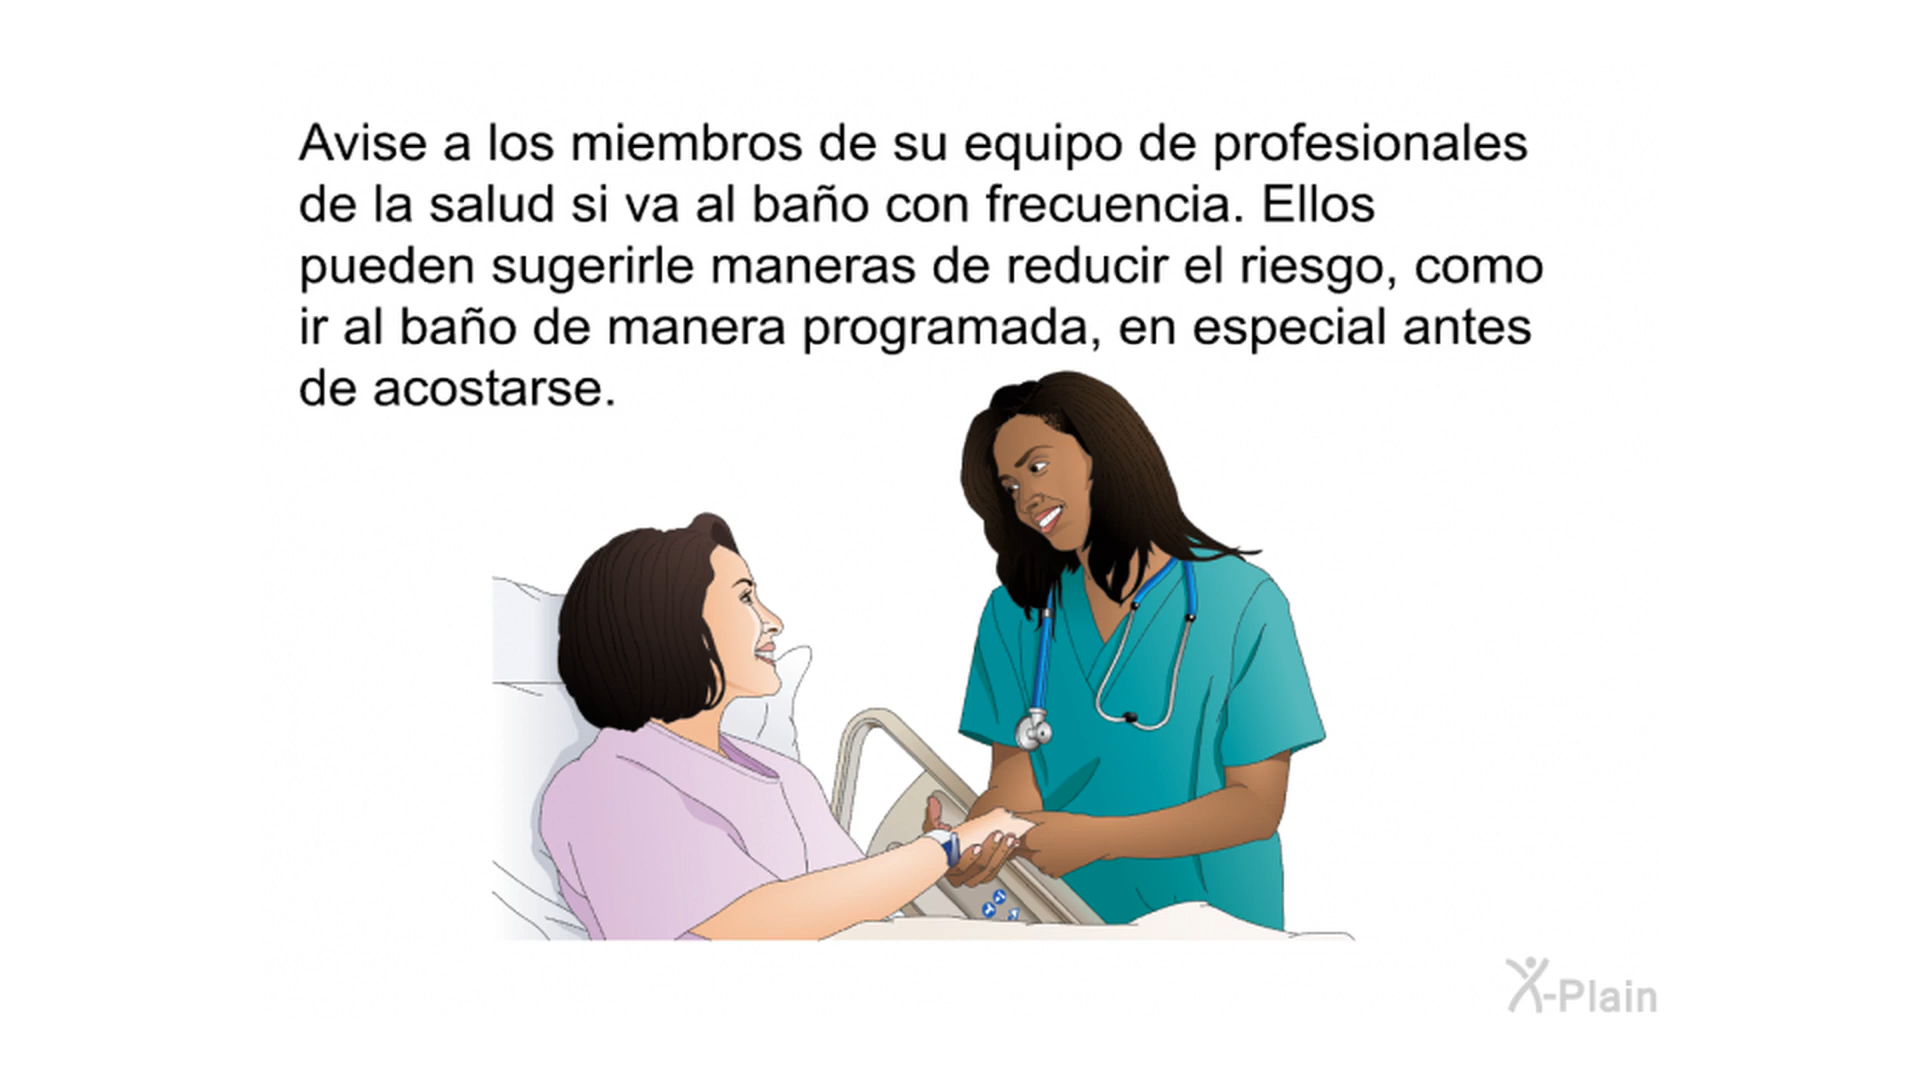 Avise a los miembros de su equipo de profesionales
de la salud si va al baño con frecuencia. Ellos
pueden sugerirle maneras de reducir el riesgo, como
ir al baño de manera programada, en especial antes
de acostarse.
X-Plain